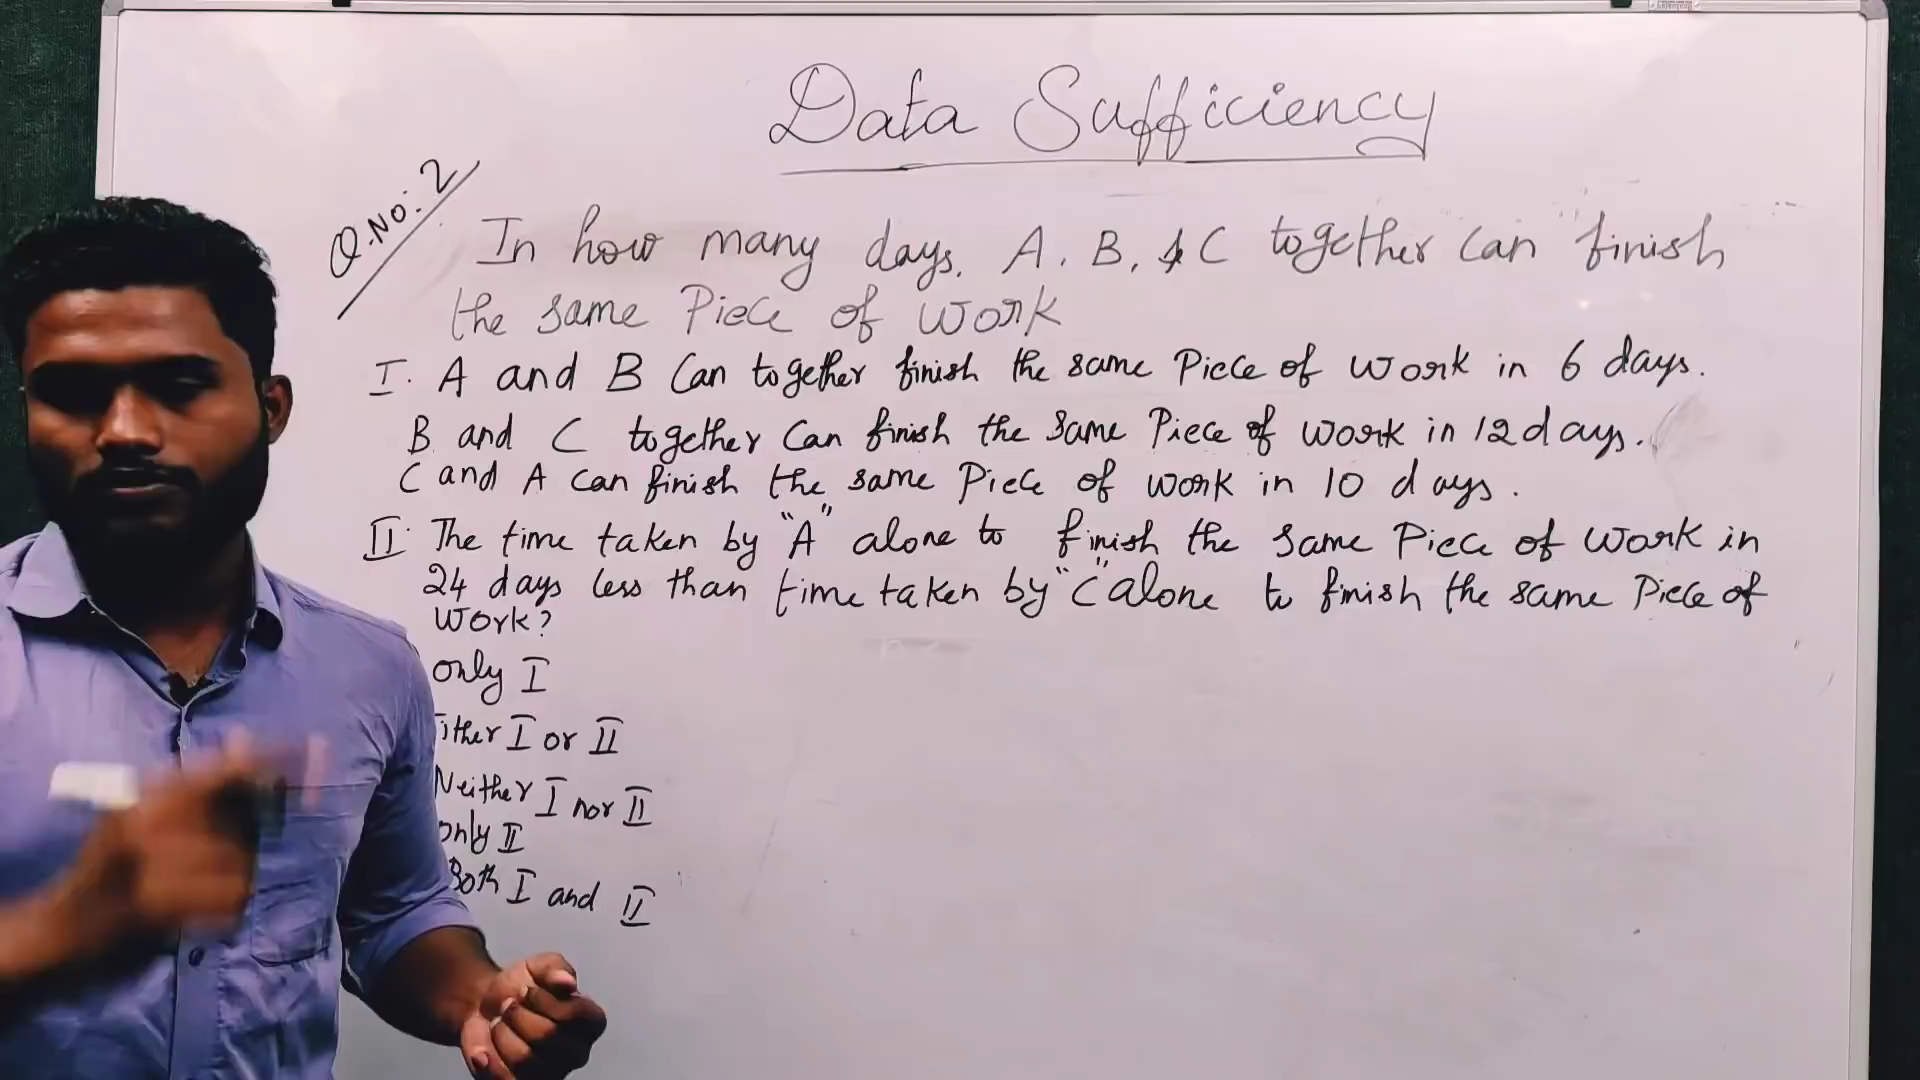 Data Sufficiency
Q.No: 2
In how many days. A, B, & C together can finish
the same Piece of work
I. A and B Can together finish the same Piece of work in 6 days.
B and C together Can finish the same Piece of work in 12 days.
C and A can finish the same Piece of work in 10 days.
II. The time taken by "A" alone to finish the same Piece of work in
24 days less than time taken by "C" alone to finish the same Piece of
work?
only I
ither I or II
Neither I nor II
only II
Both I and II